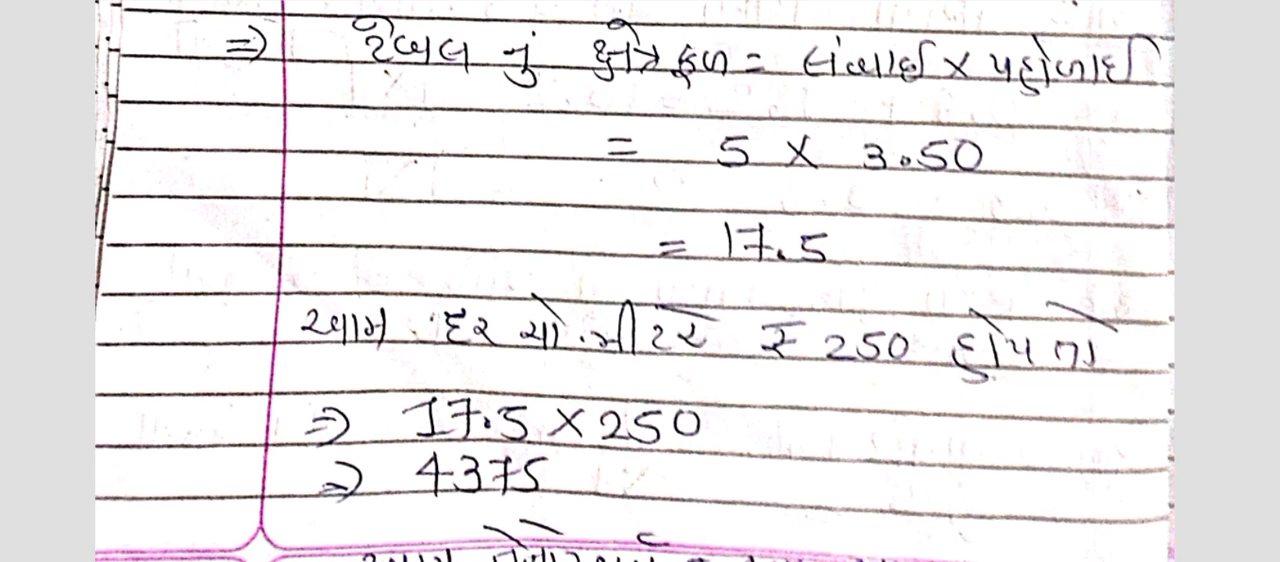 ⇒ ટેબલ નું ક્ષેત્રફળ = લંબાઈ × પહોળાઈ
= 5 × 3.50
= 17.5
આમ દર ચો.મીટરે ₹ 250 હોય તો
⇒ 17.5 × 250
⇒ 4375